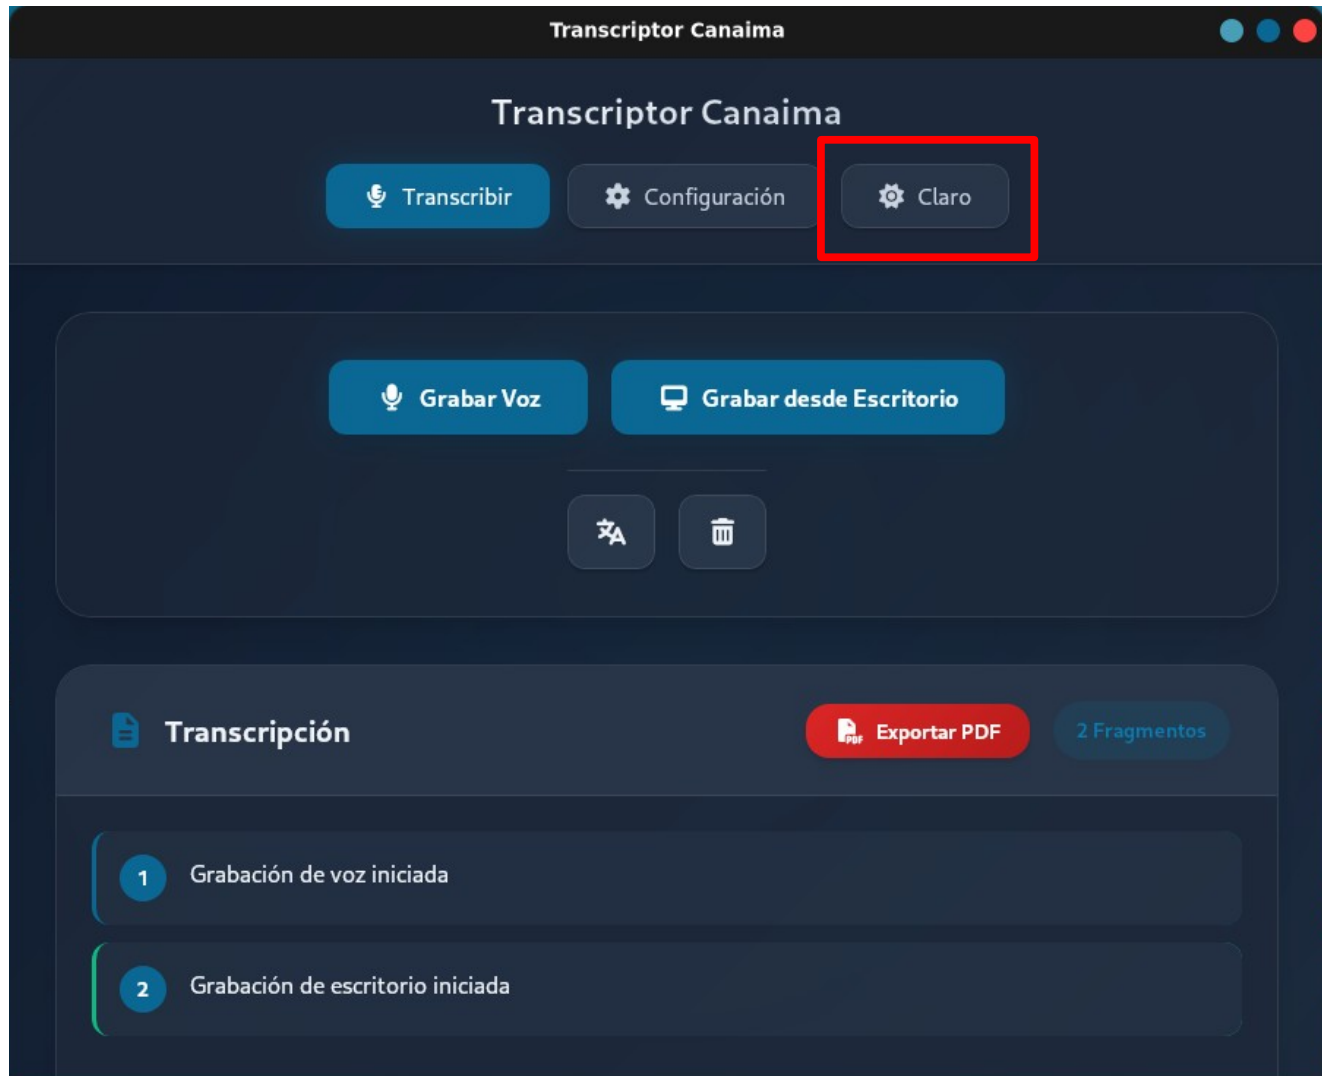 Transcriptor Canaima
Transcriptor Canaima
Transcribir Configuración Claro
Grabar Voz Grabar desde Escritorio
Transcripción Exportar PDF 2 Fragmentos
1 Grabación de voz iniciada
2 Grabación de escritorio iniciada